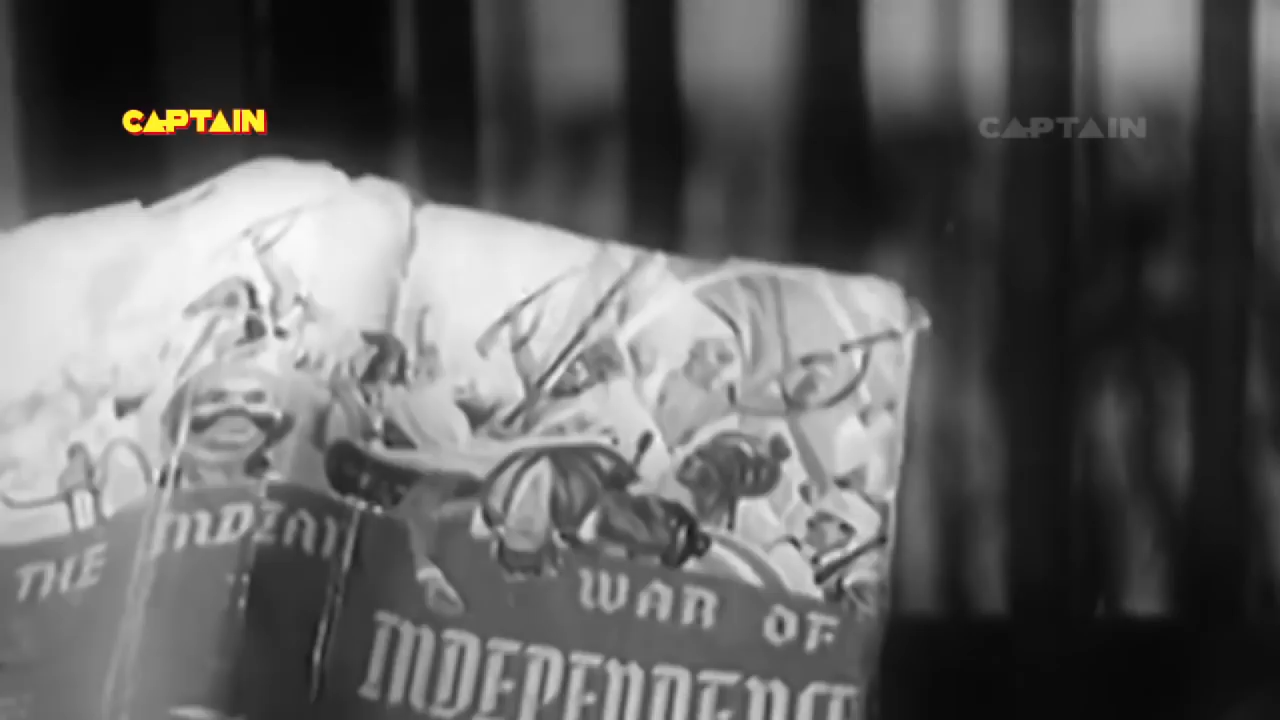 CAPTAIN
CAPTAIN
THE INDIAN
WAR OF
INDEPENDENCE